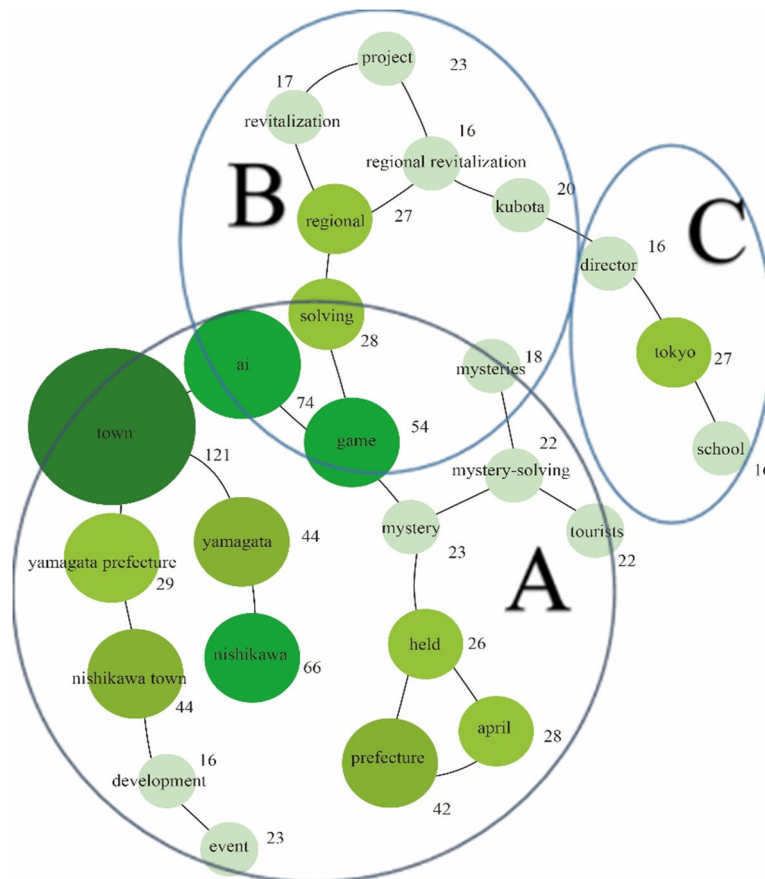 project
23
17
revitalization
16
regional revitalization
B
20
kubota
C
regional
27
16
director
solving
28
ai
mysteries
18
tokyo
27
74
town
game
54
121
22
mystery-solving
school
16
yamagata
44
mystery
23
tourists
22
yamagata prefecture
29
A
held
26
nishikawa
66
nishikawa town
44
april
28
prefecture
42
16
development
event
23